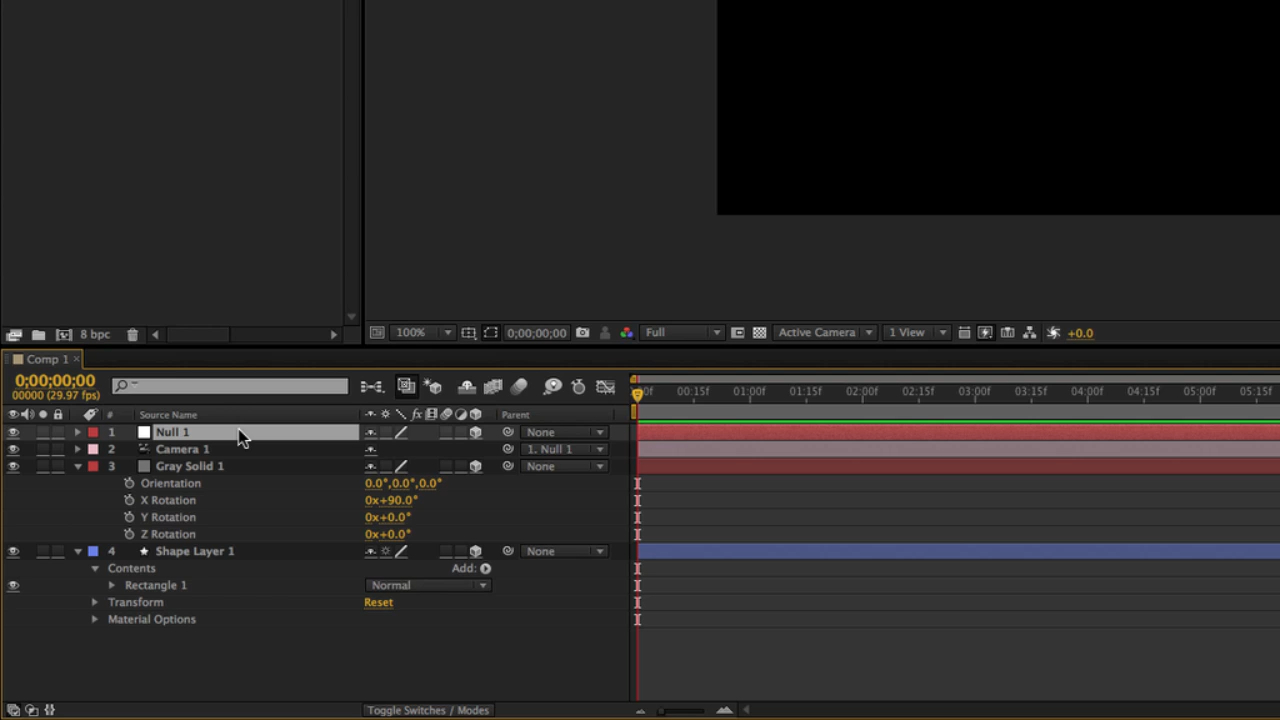 8 bpc
100% 0;00;00;00 Full Active Camera 1 View +0.0
Comp 1
0;00;00;00
00000 (29.97 fps)
00:15f 01:00f 01:15f 02:00f 02:15f 03:00f 03:15f 04:00f 04:15f 05:00f 05:15f
# Source Name fx Parent
1 Null 1 None
2 Camera 1 1. Null 1
3 Gray Solid 1 None
Orientation 0.0°,0.0°,0.0°
X Rotation 0x+90.0°
Y Rotation 0x+0.0°
Z Rotation 0x+0.0°
4 Shape Layer 1 None
Contents Add:
Rectangle 1 Normal
Transform Reset
Material Options
Toggle Switches / Modes